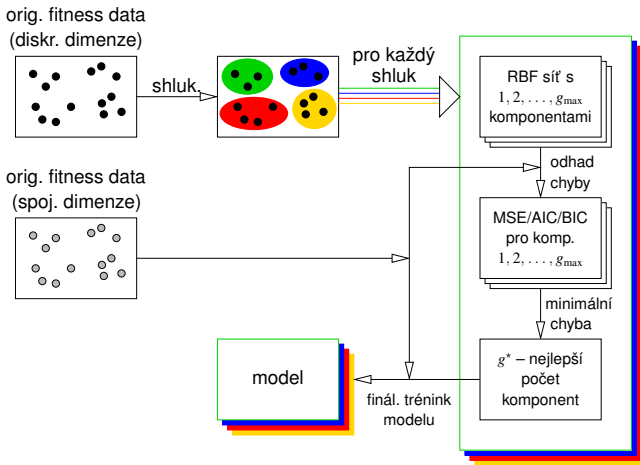 orig. fitness data
(diskr. dimenze)
shluk.
pro každý
shluk
RBF síť s
1, 2, . . . , gmax
komponentami
odhad
chyby
orig. fitness data
(spoj. dimenze)
MSE/AIC/BIC
pro komp.
1, 2, . . . , gmax
minimální
chyba
g* – nejlepší
počet
komponent
model
finál. trénink
modelu